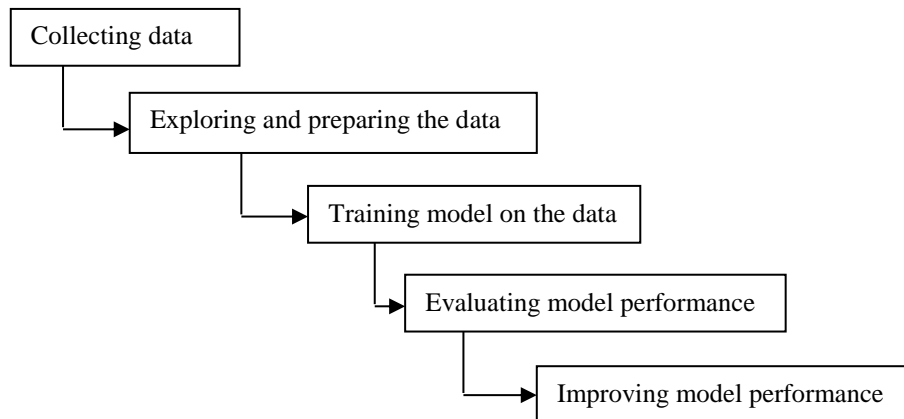 Collecting data
Exploring and preparing the data
Training model on the data
Evaluating model performance
Improving model performance